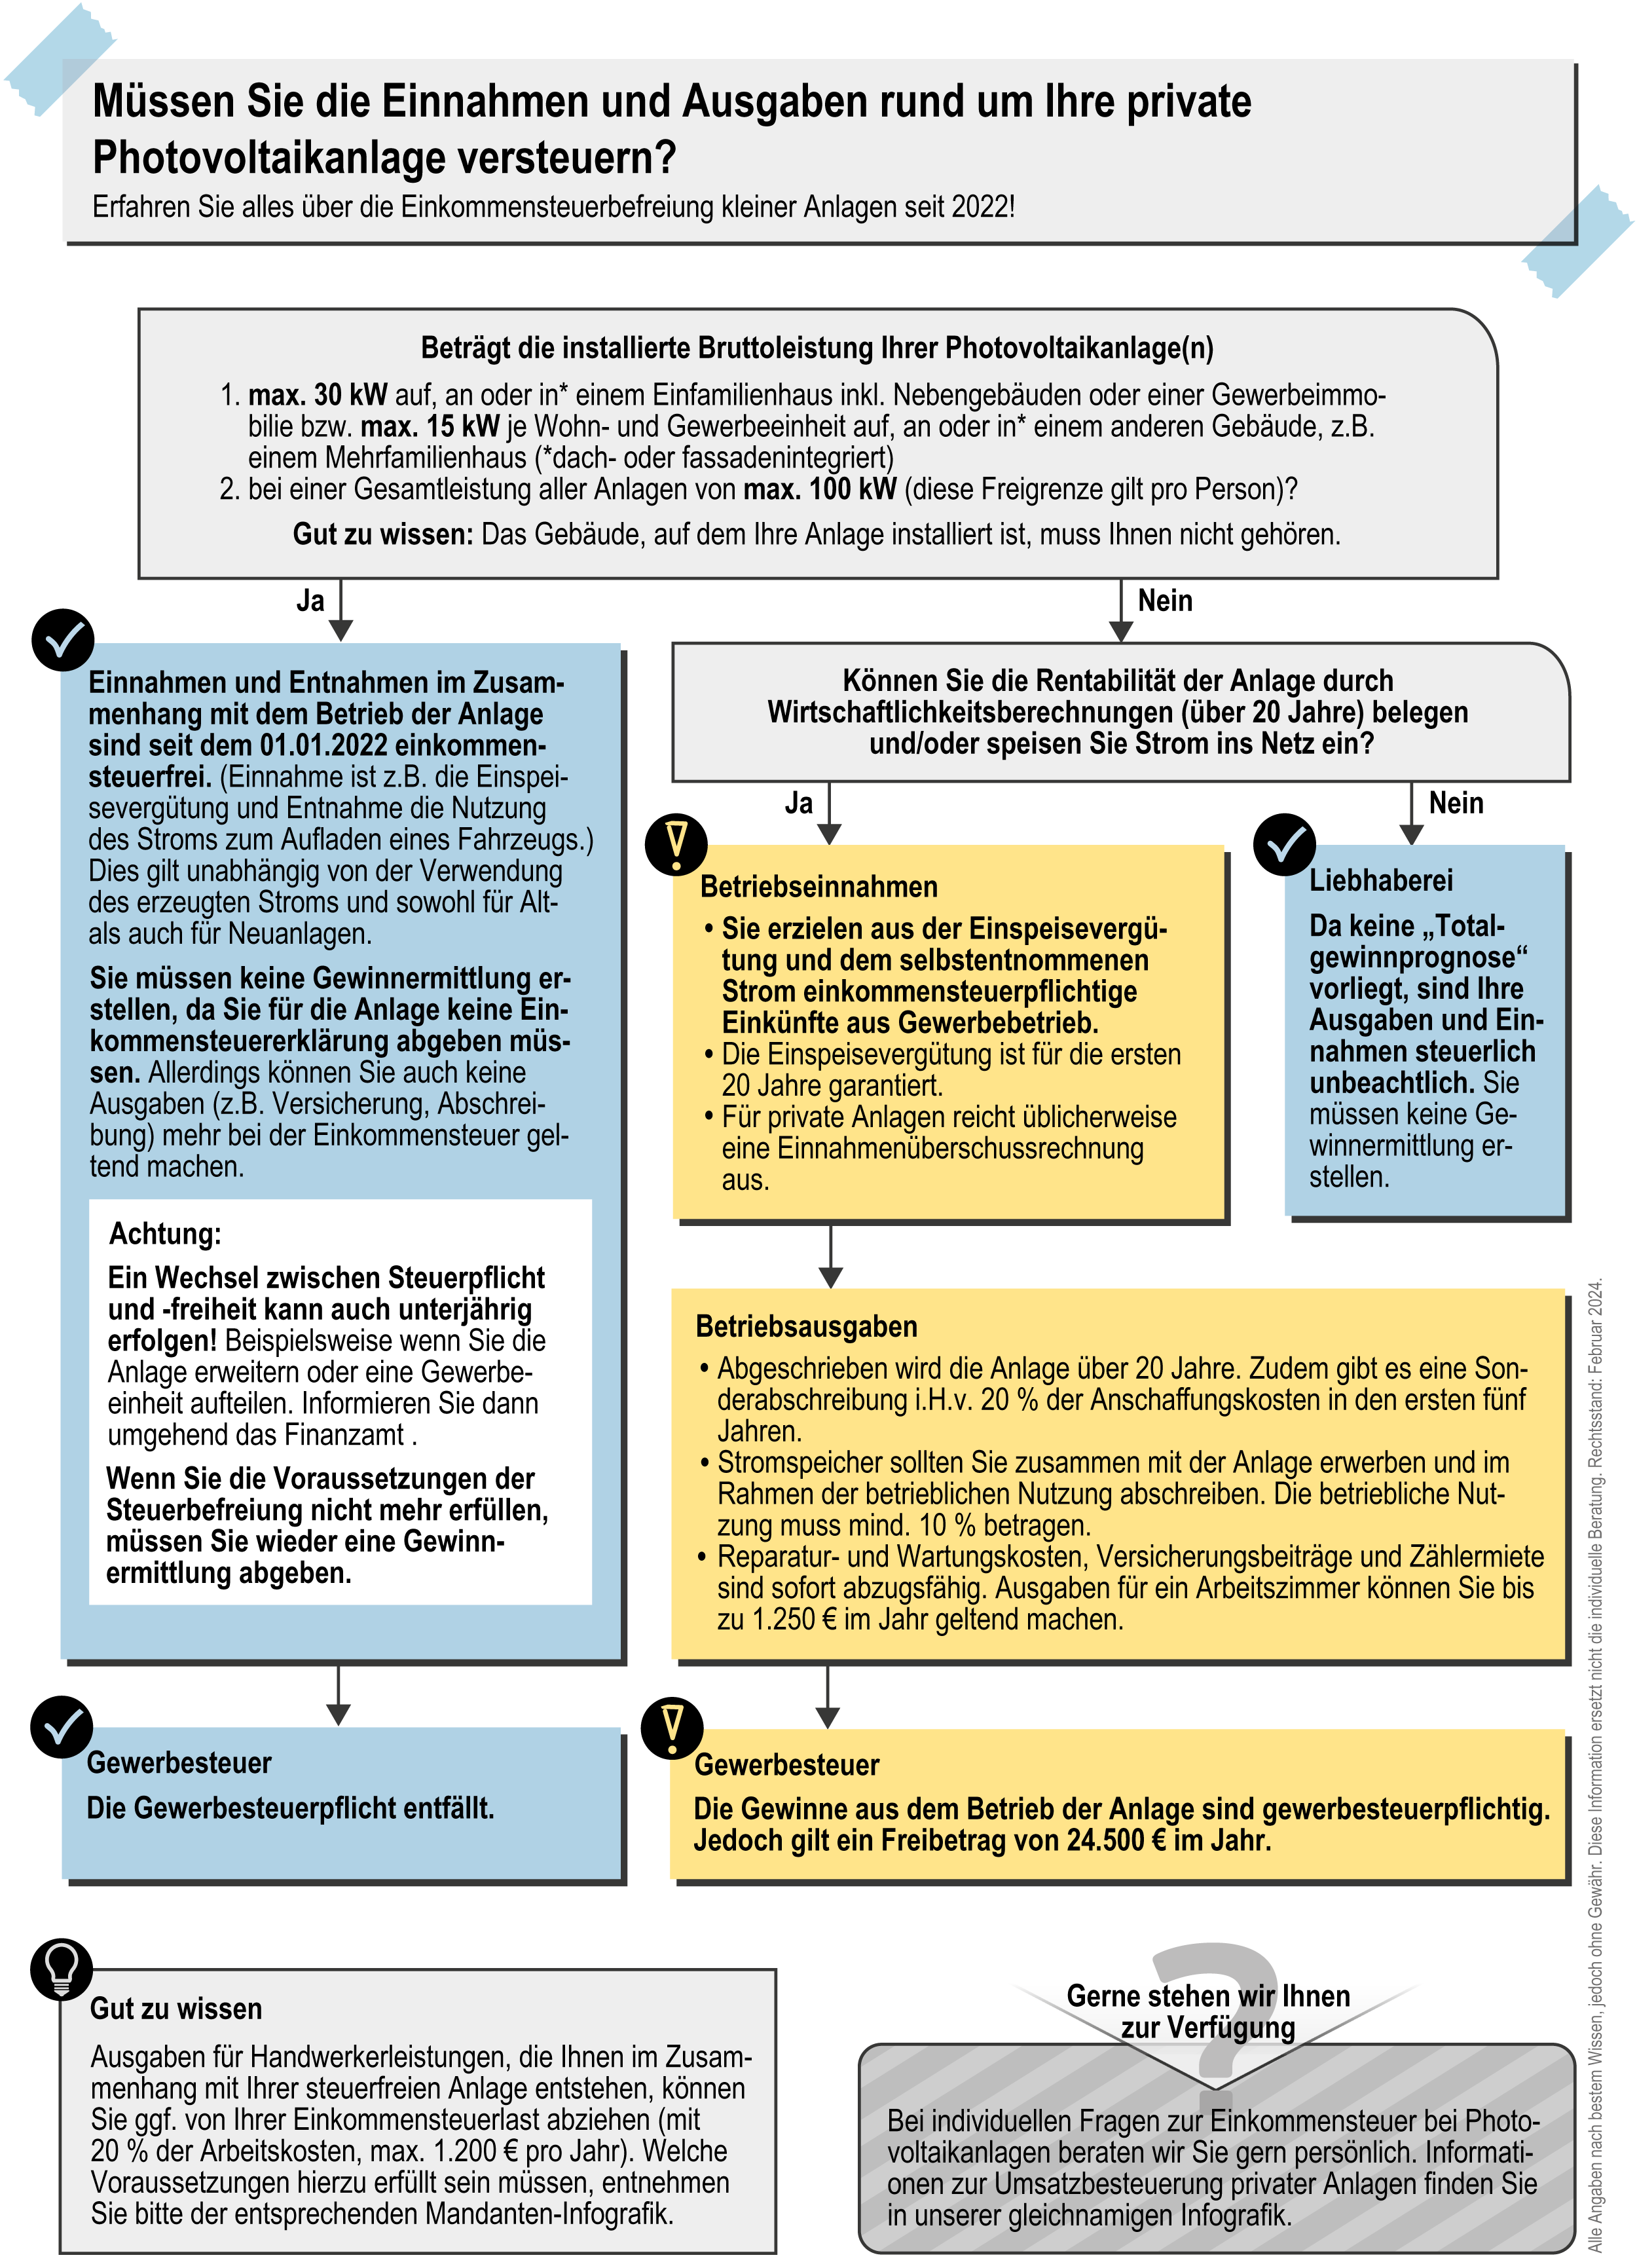 Müssen Sie die Einnahmen und Ausgaben rund um Ihre private
Photovoltaikanlage versteuern?
Erfahren Sie alles über die Einkommensteuerbefreiung kleiner Anlagen seit 2022!
Beträgt die installierte Bruttoleistung Ihrer Photovoltaikanlage(n)
1. max. 30 kW auf, an oder in* einem Einfamilienhaus inkl. Nebengebäuden oder einer Gewerbeimmo-
bilie bzw. max. 15 kW je Wohn- und Gewerbeeinheit auf, an oder in* einem anderen Gebäude, z.B.
einem Mehrfamilienhaus (*dach- oder fassadenintegriert)
2. bei einer Gesamtleistung aller Anlagen von max. 100 kW (diese Freigrenze gilt pro Person)?
Gut zu wissen: Das Gebäude, auf dem Ihre Anlage installiert ist, muss Ihnen nicht gehören.
Ja
Nein
Einnahmen und Entnahmen im Zusam-
menhang mit dem Betrieb der Anlage
sind seit dem 01.01.2022 einkommen-
steuerfrei. (Einnahme ist z.B. die Einspei-
severgütung und Entnahme die Nutzung
des Stroms zum Aufladen eines Fahrzeugs.)
Dies gilt unabhängig von der Verwendung
des erzeugten Stroms und sowohl für Alt-
als auch für Neuanlagen.
Sie müssen keine Gewinnermittlung er-
stellen, da Sie für die Anlage keine Ein-
kommensteuererklärung abgeben müs-
sen. Allerdings können Sie auch keine
Ausgaben (z.B. Versicherung, Abschrei-
bung) mehr bei der Einkommensteuer gel-
tend machen.
Achtung:
Ein Wechsel zwischen Steuerpflicht
und -freiheit kann auch unterjährig
erfolgen! Beispielsweise wenn Sie die
Anlage erweitern oder eine Gewerbe-
einheit aufteilen. Informieren Sie dann
umgehend das Finanzamt .
Wenn Sie die Voraussetzungen der
Steuerbefreiung nicht mehr erfüllen,
müssen Sie wieder eine Gewinn-
ermittlung abgeben.
Gewerbesteuer
Die Gewerbesteuerpflicht entfällt.
Können Sie die Rentabilität der Anlage durch
Wirtschaftlichkeitsberechnungen (über 20 Jahre) belegen
und/oder speisen Sie Strom ins Netz ein?
Ja
Nein
Betriebseinnahmen
• Sie erzielen aus der Einspeisevergü-
tung und dem selbstentnommenen
Strom einkommensteuerpflichtige
Einkünfte aus Gewerbebetrieb.
• Die Einspeisevergütung ist für die ersten
20 Jahre garantiert.
• Für private Anlagen reicht üblicherweise
eine Einnahmenüberschussrechnung
aus.
Liebhaberei
Da keine „Total-
gewinnprognose“
vorliegt, sind Ihre
Ausgaben und Ein-
nahmen steuerlich
unbeachtlich. Sie
müssen keine Ge-
winnermittlung er-
stellen.
Betriebsausgaben
• Abgeschrieben wird die Anlage über 20 Jahre. Zudem gibt es eine Son-
derabschreibung i.H.v. 20 % der Anschaffungskosten in den ersten fünf
Jahren.
• Stromspeicher sollten Sie zusammen mit der Anlage erwerben und im
Rahmen der betrieblichen Nutzung abschreiben. Die betriebliche Nut-
zung muss mind. 10 % betragen.
• Reparatur- und Wartungskosten, Versicherungsbeiträge und Zählermiete
sind sofort abzugsfähig. Ausgaben für ein Arbeitszimmer können Sie bis
zu 1.250 € im Jahr geltend machen.
Gewerbesteuer
Die Gewinne aus dem Betrieb der Anlage sind gewerbesteuerpflichtig.
Jedoch gilt ein Freibetrag von 24.500 € im Jahr.
Gut zu wissen
Ausgaben für Handwerkerleistungen, die Ihnen im Zusam-
menhang mit Ihrer steuerfreien Anlage entstehen, können
Sie ggf. von Ihrer Einkommensteuerlast abziehen (mit
20 % der Arbeitskosten, max. 1.200 € pro Jahr). Welche
Voraussetzungen hierzu erfüllt sein müssen, entnehmen
Sie bitte der entsprechenden Mandanten-Infografik.
?
Gerne stehen wir Ihnen
zur Verfügung
Bei individuellen Fragen zur Einkommensteuer bei Photo-
voltaikanlagen beraten wir Sie gern persönlich. Informati-
onen zur Umsatzbesteuerung privater Anlagen finden Sie
in unserer gleichnamigen Infografik.
Alle Angaben nach bestem Wissen, jedoch ohne Gewähr. Diese Information ersetzt nicht die individuelle Beratung. Rechtsstand: Februar 2024.